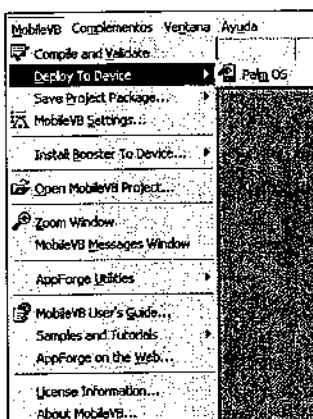 MobileVB Complementos Ventana Ayuda
Compile and Validate
Deploy To Device
Palm OS
Save Project Package...
MobileVB Settings...
Install Booster To Device...
Open MobileVB Project...
Zoom Window
MobileVB Messages Window
AppForge Utilities
MobileVB User's Guide...
Samples and Tutorials
AppForge on the Web...
License Information...
About MobileVB...